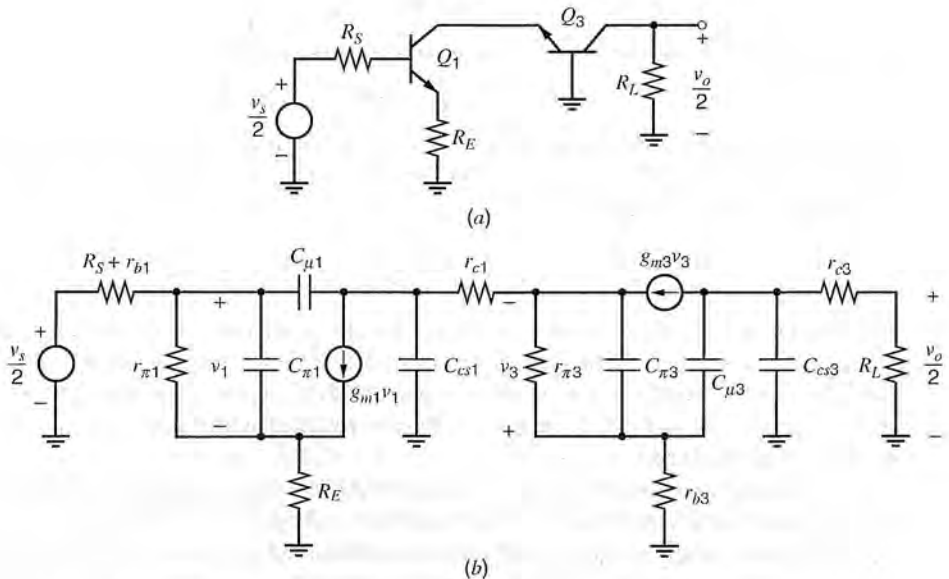 R_S
Q_1
Q_3
v_s/2
+
−
R_E
R_L
+
v_o/2
−
(a)
R_S + r_b1
C_μ1
r_c1
g_m3v_3
r_c3
v_s/2
+
−
r_π1
+
v_1
−
C_π1
g_m1v_1
C_cs1
−
v_3
+
r_π3
C_π3
C_μ3
C_cs3
R_L
+
v_o/2
−
R_E
r_b3
(b)